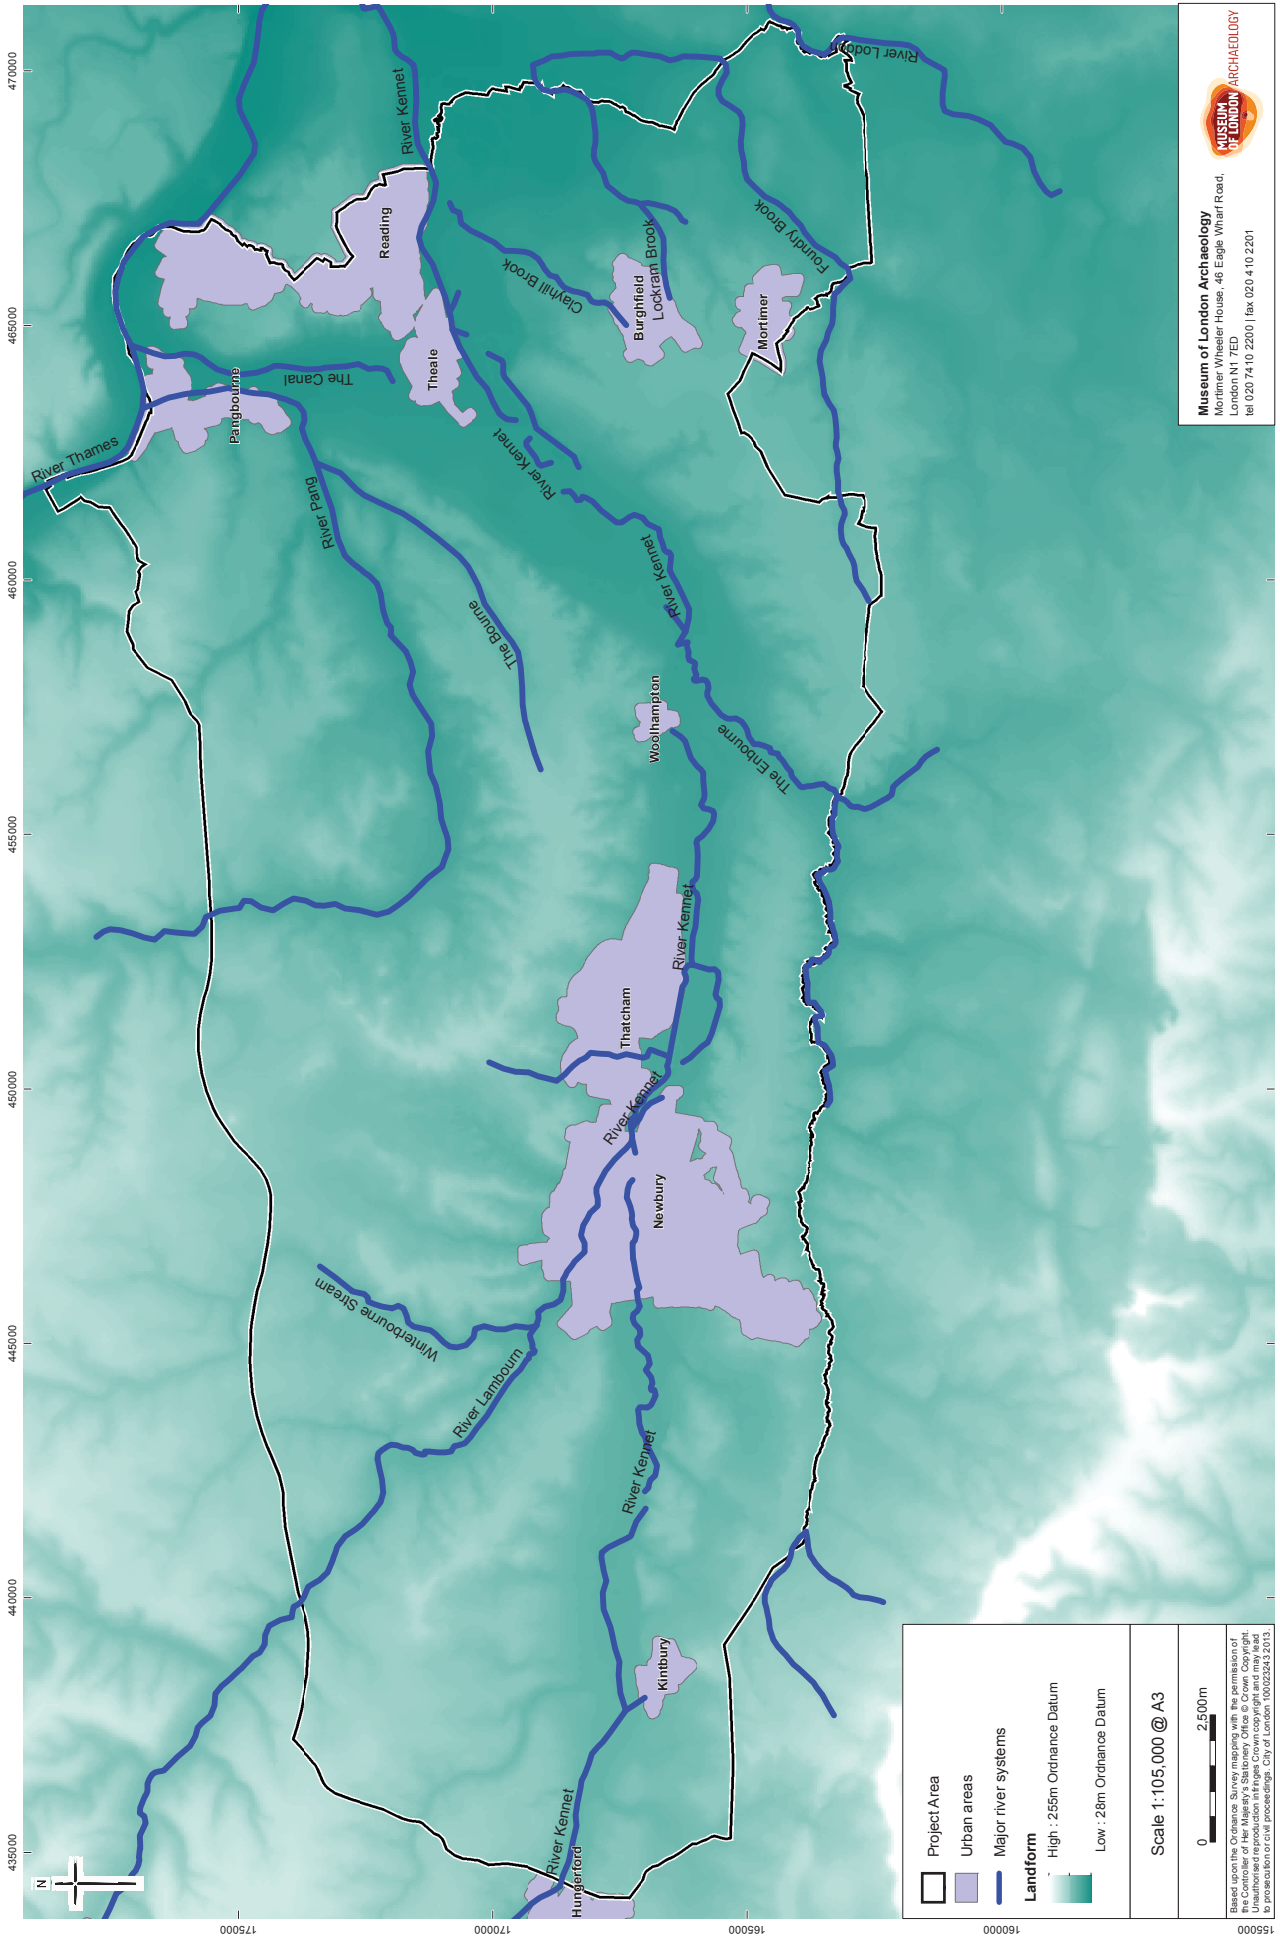 470000
465000
460000
455000
450000
445000
440000
435000
175000
170000
165000
160000
155000
N
River Thames
River Kennet
Reading
Pangbourne
The Canal
Theale
River Pang
The Bourne
River Kennet
River Kennet
Clayhill Brook
Burghfield
Lockram Brook
Foundry Brook
Mortimer
River Loddon
Woolhampton
The Enbourne
River Kennet
Thatcham
River Kennet
Newbury
Winterbourne Stream
River Lambourn
River Kennet
Kintbury
River Kennet
Hungerford
MUSEUM
OF LONDON ARCHAEOLOGY
Museum of London Archaeology
Mortimer Wheeler House, 46 Eagle Wharf Road,
London N1 7ED
tel 020 7410 2200 | fax 020 410 2201
Project Area
Urban areas
Major river systems
Landform
High : 255m Ordnance Datum
Low : 28m Ordnance Datum
Scale 1:105,000 @ A3
0 2,500m
Based upon the Ordnance Survey mapping with the permission of
the Controller of Her Majesty's Stationery Office © Crown Copyright.
Unauthorised reproduction infringes Crown copyright and may lead
to prosecution or civil proceedings. City of London 100023243 2013.